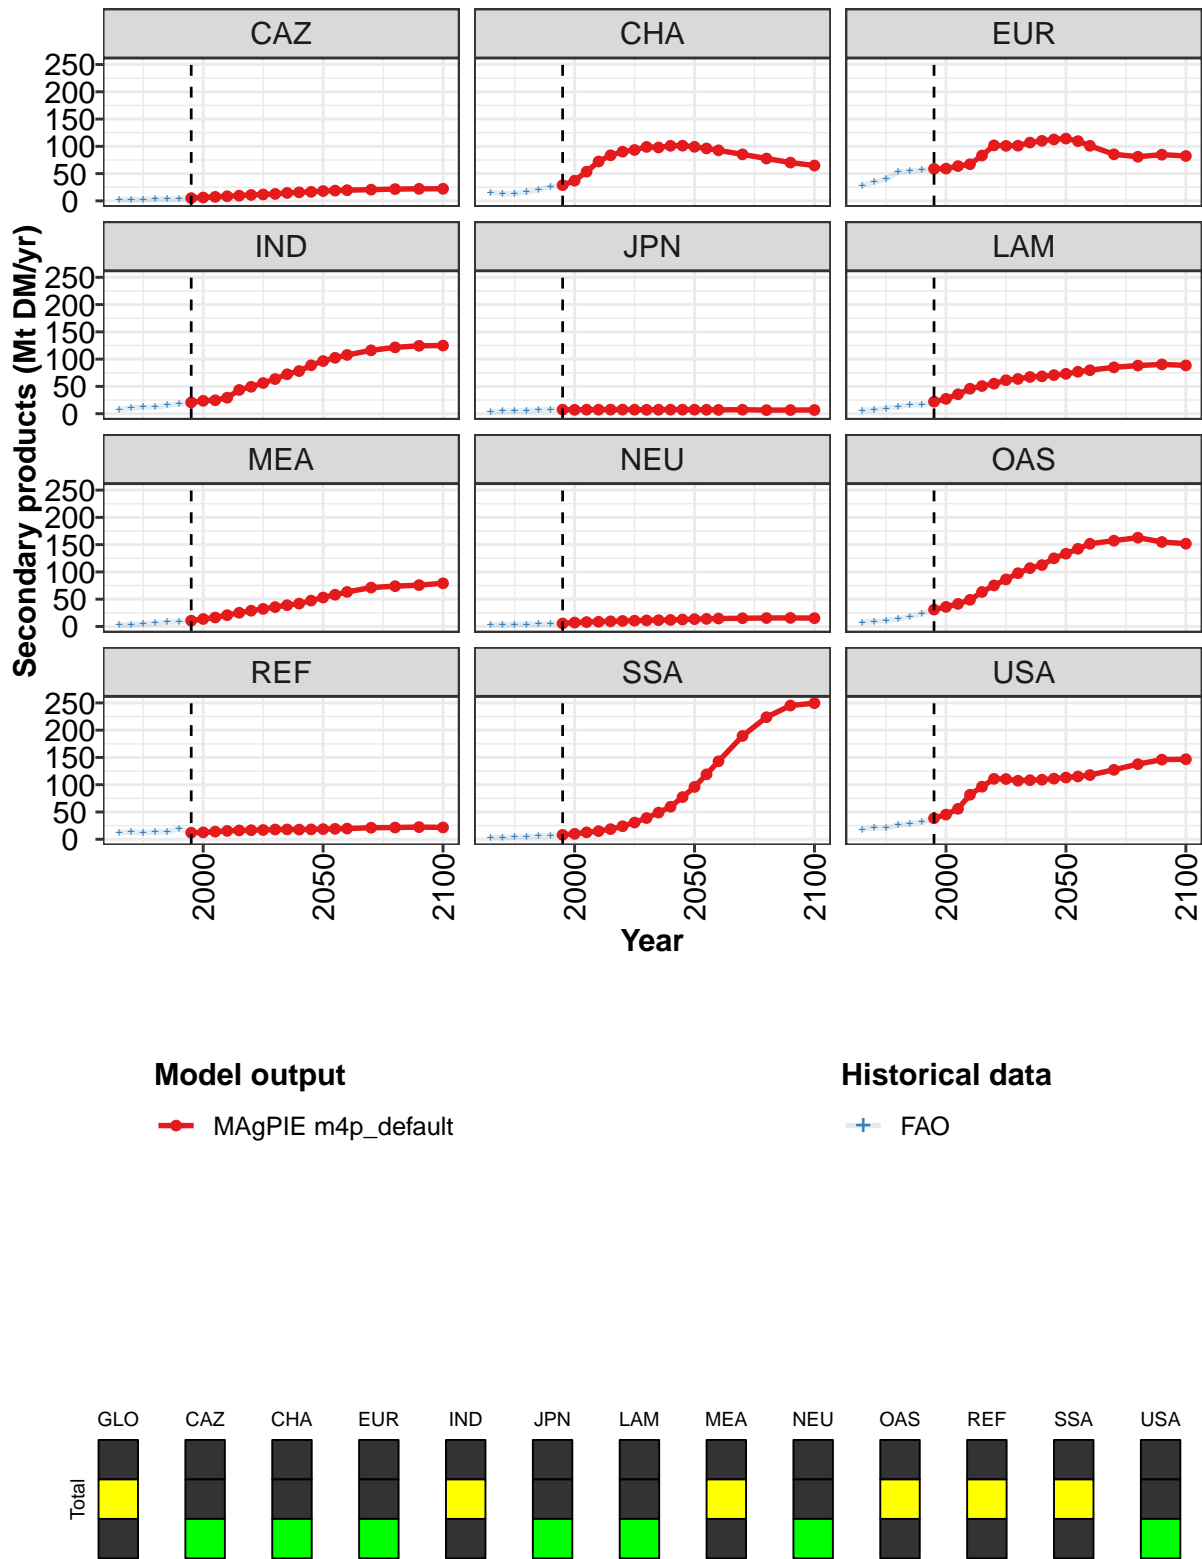 CAZ CHA EUR
250
200
150
100
50
0
IND JPN LAM
250
200
150
100
50
0
MEA NEU OAS
250
200
150
100
50
0
REF SSA USA
250
200
150
100
50
0
Secondary products (Mt DM/yr)
2000 2050 2100 2000 2050 2100 2000 2050 2100
Year
Model output
MAgPIE m4p_default
Historical data
FAO
GLO CAZ CHA EUR IND JPN LAM MEA NEU OAS REF SSA USA
Total